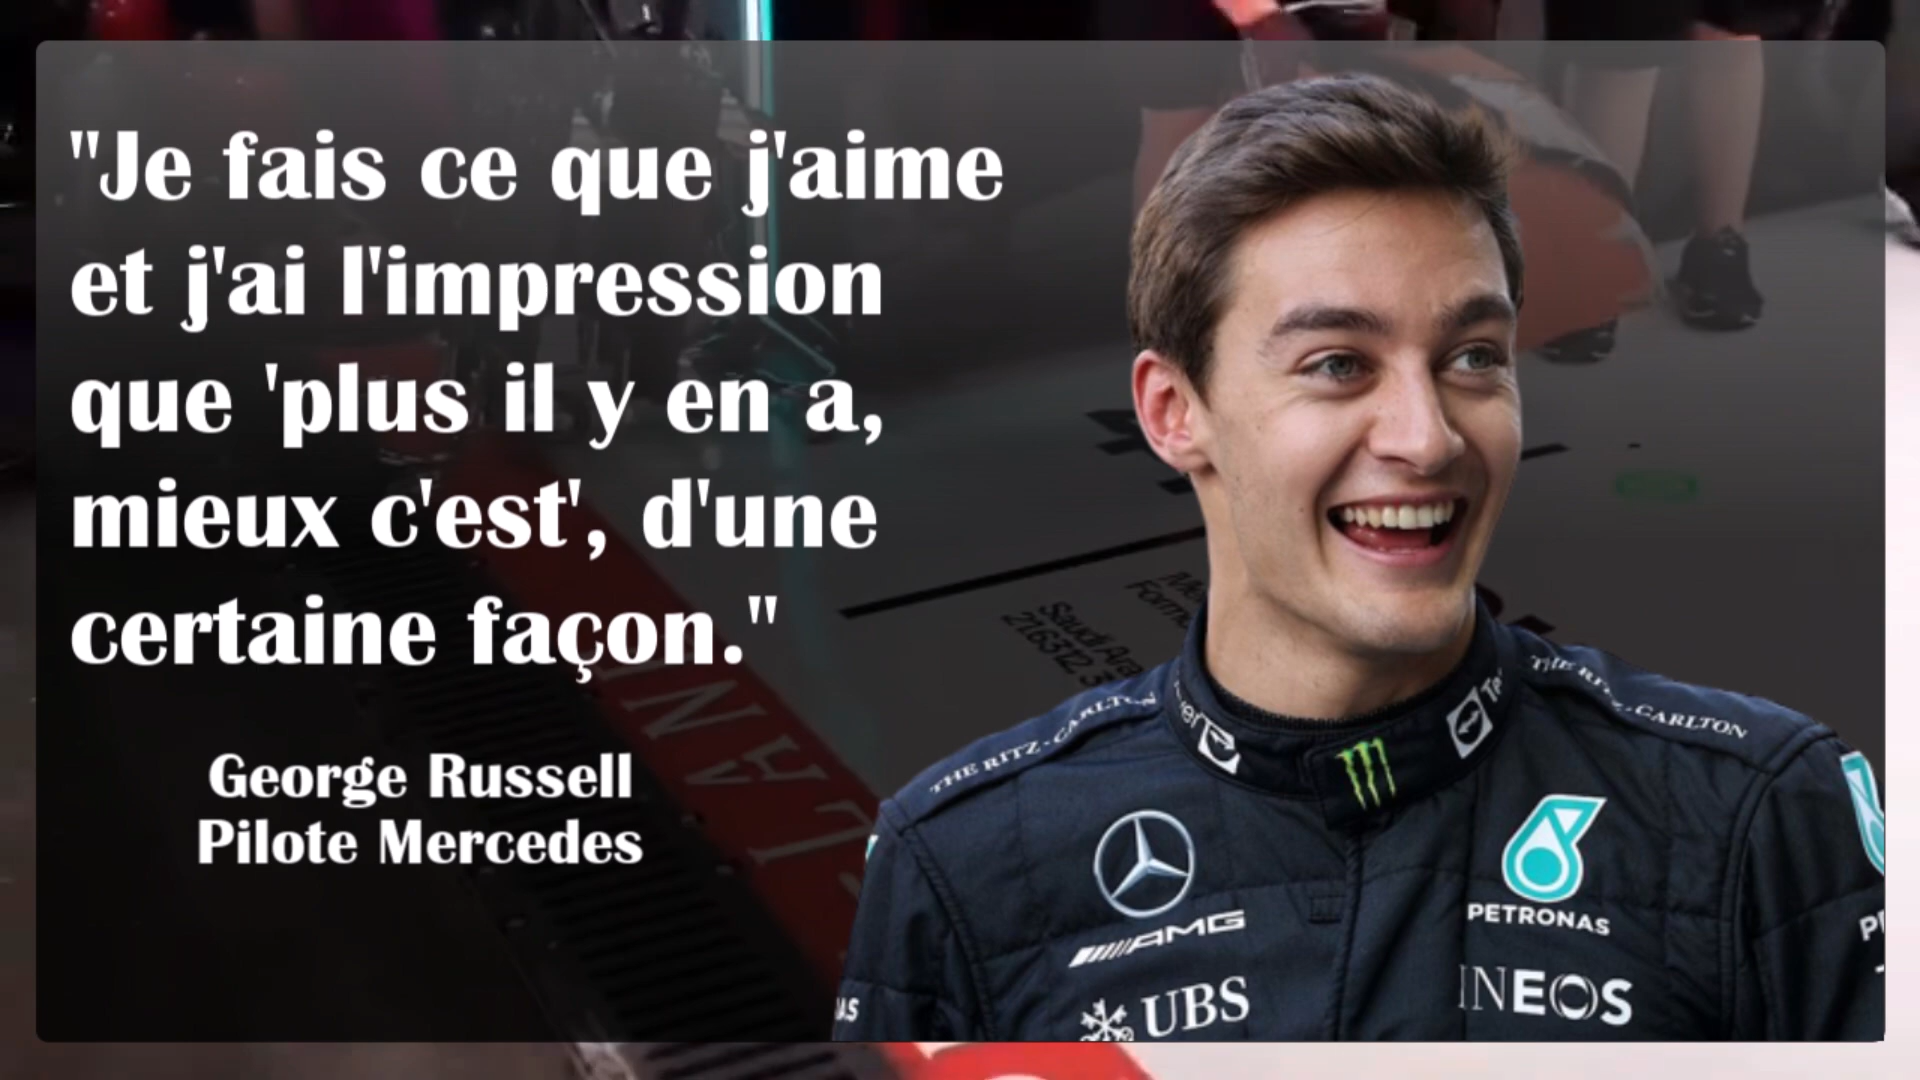 "Je fais ce que j'aime
et j'ai l'impression
que 'plus il y en a,
mieux c'est', d'une
certaine façon."
George Russell
Pilote Mercedes
THE RITZ-CARLTON
THE RITZ-CARLTON
AMG
PETRONAS
UBS
INEOS
Saudi